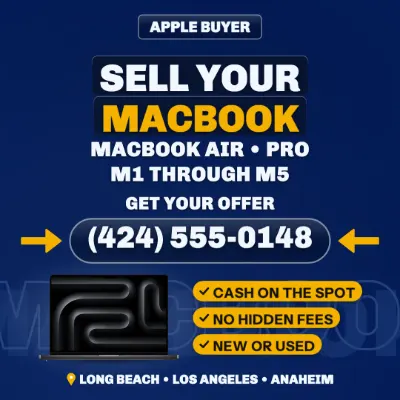 APPLE BUYER
SELL YOUR
MACBOOK
MACBOOK AIR • PRO
M1 THROUGH M5
GET YOUR OFFER
(424) 555-0148
CASH ON THE SPOT
NO HIDDEN FEES
NEW OR USED
LONG BEACH • LOS ANGELES • ANAHEIM